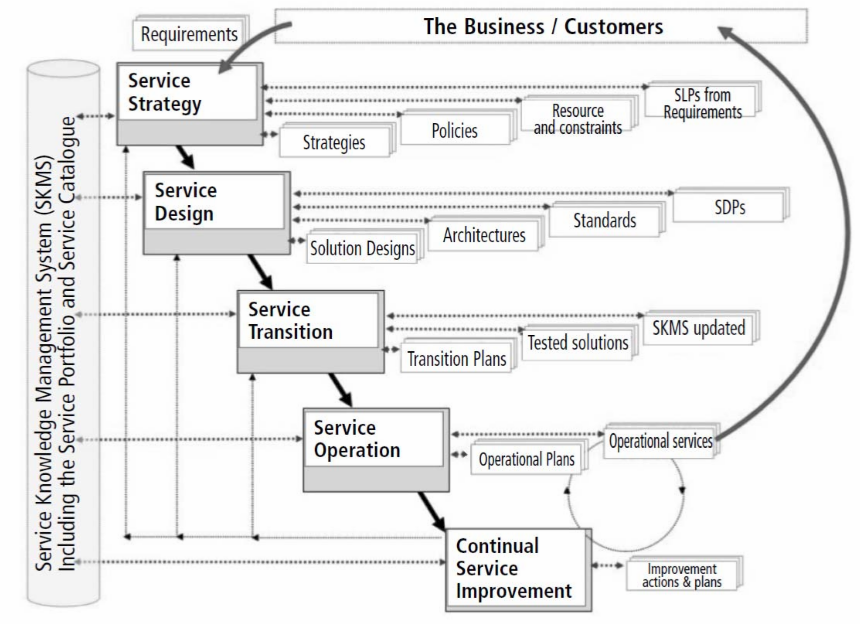 The Business / Customers
Requirements
Service
Strategy
SLPs from
Requirements
Resource
and constraints
Policies
Strategies
Service
Design
SDPs
Standards
Architectures
Solution Designs
Service
Transition
SKMS updated
Tested solutions
Transition Plans
Service
Operation
Operational services
Operational Plans
Continual
Service
Improvement
Improvement
actions & plans
Service Knowledge Management System (SKMS)
Including the Service Portfolio and Service Catalogue